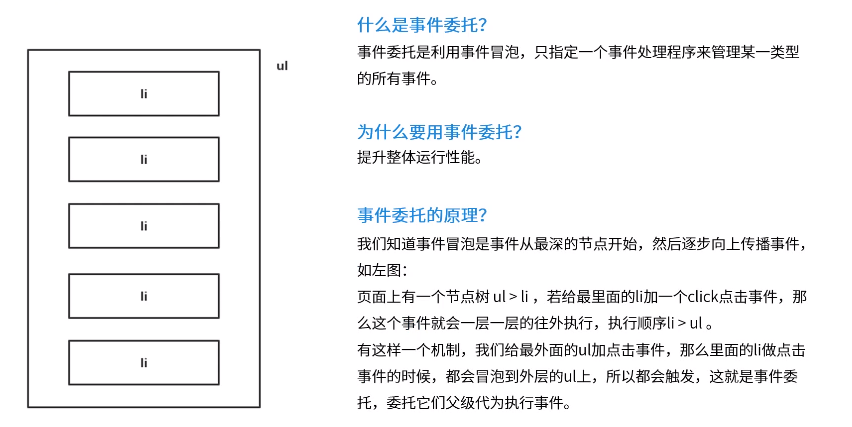 ul
li
li
li
li
li
什么是事件委托？
事件委托是利用事件冒泡，只指定一个事件处理程序来管理某一类型
的所有事件。
为什么要用事件委托？
提升整体运行性能。
事件委托的原理？
我们知道事件冒泡是事件从最深的节点开始，然后逐步向上传播事件，
如左图：
页面上有一个节点树 ul > li ，若给最里面的li加一个click点击事件，那
么这个事件就会一层一层的往外执行，执行顺序li > ul 。
有这样一个机制，我们给最外面的ul加点击事件，那么里面的li做点击
事件的时候，都会冒泡到外层的ul上，所以都会触发，这就是事件委
托，委托它们父级代为执行事件。